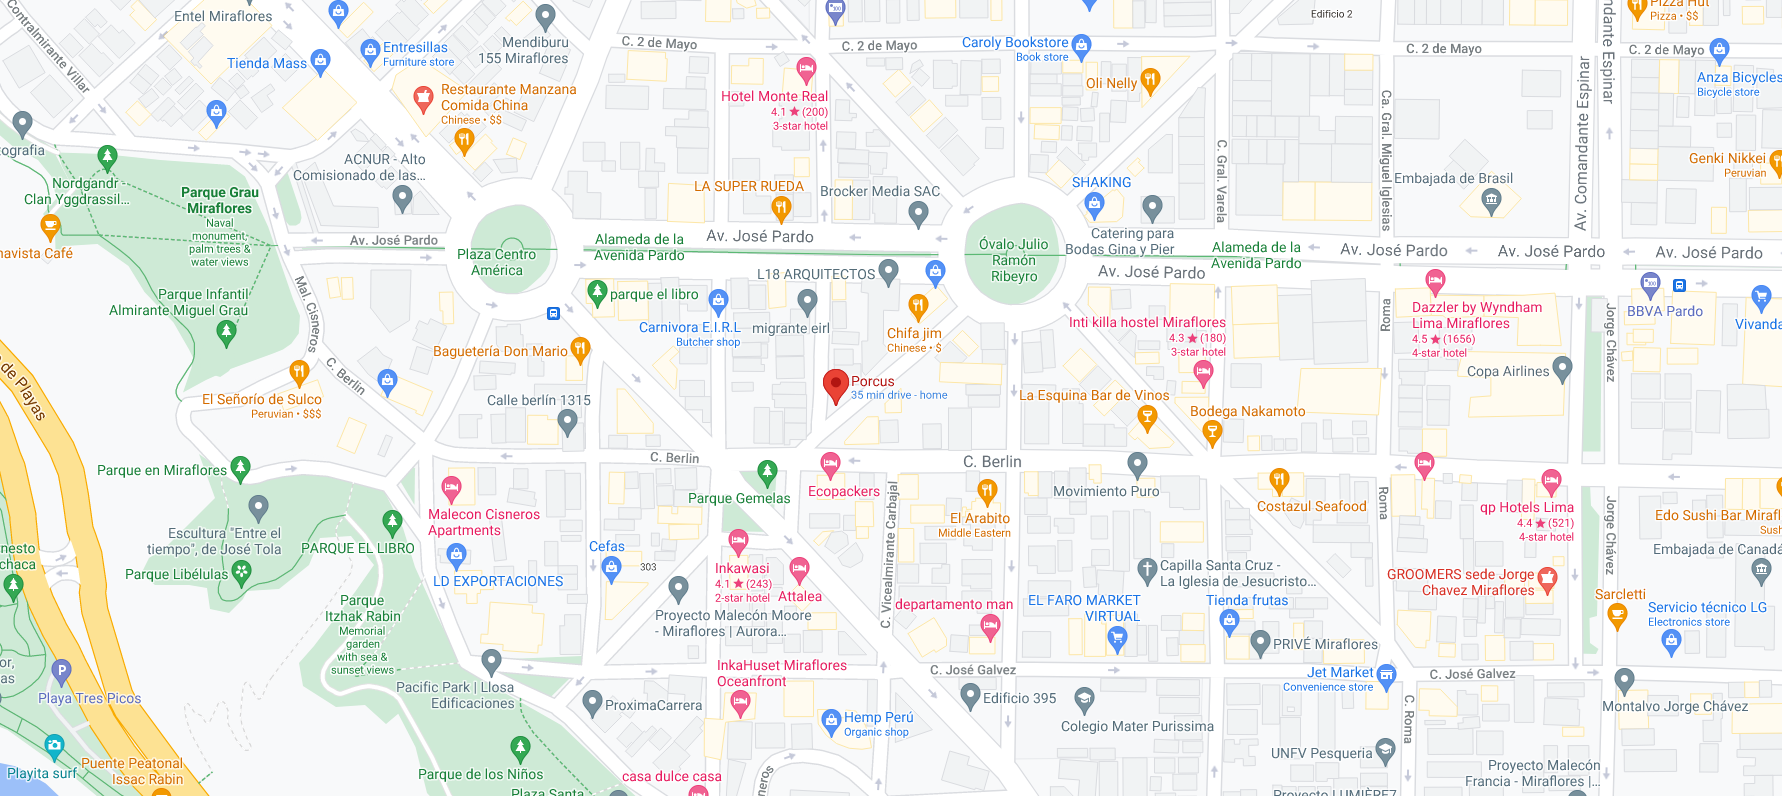 Entel Miraflores
Contralmirante Villar
Entresillas
Furniture store
Tienda Mass
Mendiburu
155 Miraflores
C. 2 de Mayo
C. 2 de Mayo
Caroly Bookstore
Book store
Edificio 2
C. 2 de Mayo
Pizza Hut
Pizza • $$
C. 2 de Mayo
Anza Bicycles
Bicycle store
Restaurante Manzana
Comida China
Chinese • $$
Hotel Monte Real
4.1 ★ (200)
3-star hotel
Oli Nelly
Ca. Gral. Miguel Iglesias
Av. Comandante Espinar
ndante Espinar
C. Gral. Varela
tografia
Nordgandr -
Clan Yggdrassil...
navista Café
Parque Grau
Miraflores
Naval
monument,
palm trees &
water views
ACNUR - Alto
Comisionado de las...
LA SUPER RUEDA
Brocker Media SAC
SHAKING
Catering para
Bodas Gina y Pier
Embajada de Brasil
Genki Nikkei
Peruvian
Av. José Pardo
Plaza Centro
América
Alameda de la
Avenida Pardo
Av. José Pardo
Óvalo Julio
Ramón
Ribeyro
Av. José Pardo
Alameda de la
Avenida Pardo
Av. José Pardo
Av. José Pardo
Av. José Pardo
L18 ARQUITECTOS
Parque Infantil
Almirante Miguel Grau
Mal. Cisneros
parque el libro
Carnivora E.I.R.L
Butcher shop
migrante eirl
Chifa jim
Chinese • $
Inti killa hostel Miraflores
4.3 ★ (180)
3-star hotel
Roma
Dazzler by Wyndham
Lima Miraflores
4.5 ★ (1656)
4-star hotel
BBVA Pardo
Vivanda
Jorge Chávez
Copa Airlines
de Playas
Baguetería Don Mario
C. Berlin
El Señorío de Sulco
Peruvian • $$$
Calle berlín 1315
Porcus
35 min drive - home
La Esquina Bar de Vinos
Bodega Nakamoto
C. Berlin
C. Berlin
Parque en Miraflores
Parque Gemelas
Ecopackers
Movimiento Puro
Costazul Seafood
Roma
qp Hotels Lima
4.4 ★ (521)
4-star hotel
Jorge Chávez
Edo Sushi Bar Mirafl
Sush
Malecon Cisneros
Apartments
Escultura "Entre el
tiempo", de José Tola
PARQUE EL LIBRO
El Arabito
Middle Eastern
C. Vicealmirante Carbajal
Embajada de Canadá
nesto
chaca
Parque Libélulas
LD EXPORTACIONES
Cefas
303
Inkawasi
4.1 ★ (243)
2-star hotel
Attalea
Capilla Santa Cruz -
La Iglesia de Jesucristo...
GROOMERS sede Jorge
Chavez Miraflores
Sarcletti
Servicio técnico LG
Electronics store
Parque
Itzhak Rabin
Memorial
garden
with sea &
sunset views
Proyecto Malecón Moore
- Miraflores | Aurora...
departamento man
EL FARO MARKET
VIRTUAL
Tienda frutas
PRIVÉ Miraflores
or,
as
Playa Tres Picos
Pacific Park | Llosa
Edificaciones
InkaHuset Miraflores
Oceanfront
C. José Galvez
Jet Market
Convenience store
C. José Galvez
ProximaCarrera
Hemp Perú
Organic shop
Edificio 395
Colegio Mater Purissima
C. Roma
Montalvo Jorge Chávez
Playita surf
Puente Peatonal
Issac Rabin
Parque de los Niños
Plaza Santa
casa dulce casa
neros
UNFV Pesqueria
Proyecto LUMIÈRE7
Proyecto Malecón
Francia - Miraflores |...